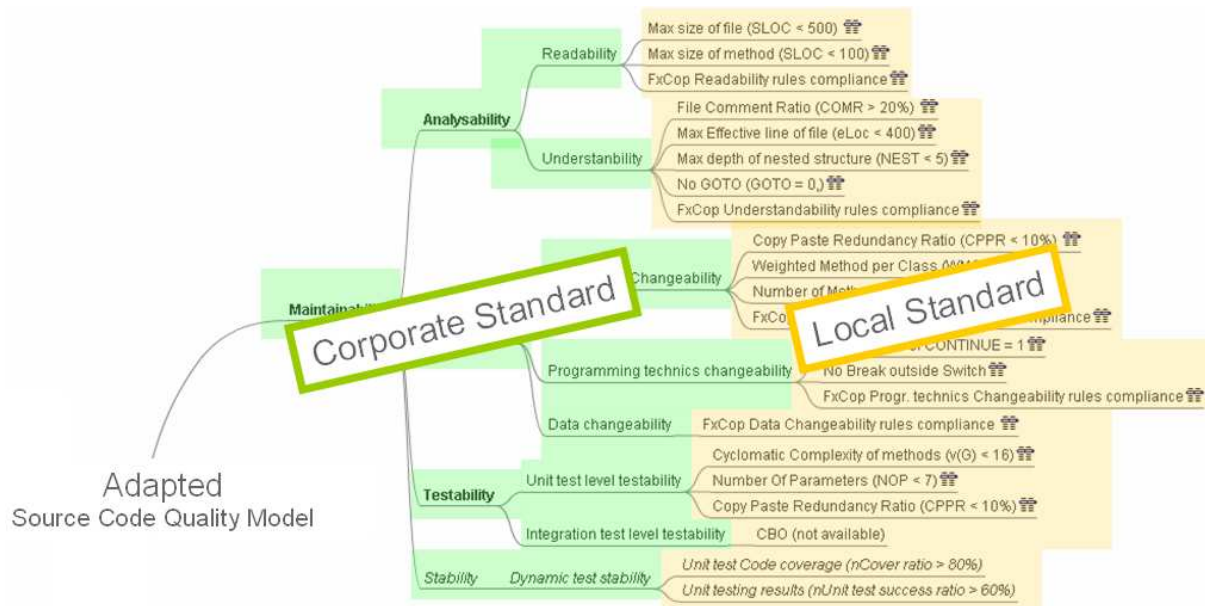 Max size of file (SLOC < 500)
Readability
Max size of method (SLOC < 100)
FxCop Readability rules compliance
Analysability
File Comment Ratio (COMR > 20%)
Max Effective line of file (eLoc < 400)
Understanbility
Max depth of nested structure (NEST < 5)
No GOTO (GOTO = 0,)
FxCop Understandability rules compliance
Copy Paste Redundancy Ratio (CPPR < 10%)
Changeability
Weighted Method per Class
Number of
Corporate Standard
Local Standard
CONTINUE = 1
Programming technics changeability
No Break outside Switch
FxCop Progr. technics Changeability rules compliance
Data changeability
FxCop Data Changeability rules compliance
Cyclomatic Complexity of methods (v(G) < 16)
Unit test level testability
Number Of Parameters (NOP < 7)
Testability
Copy Paste Redundancy Ratio (CPPR < 10%)
Integration test level testability
CBO (not available)
Adapted
Source Code Quality Model
Stability
Dynamic test stability
Unit test Code coverage (nCover ratio > 80%)
Unit testing results (nUnit test success ratio > 60%)